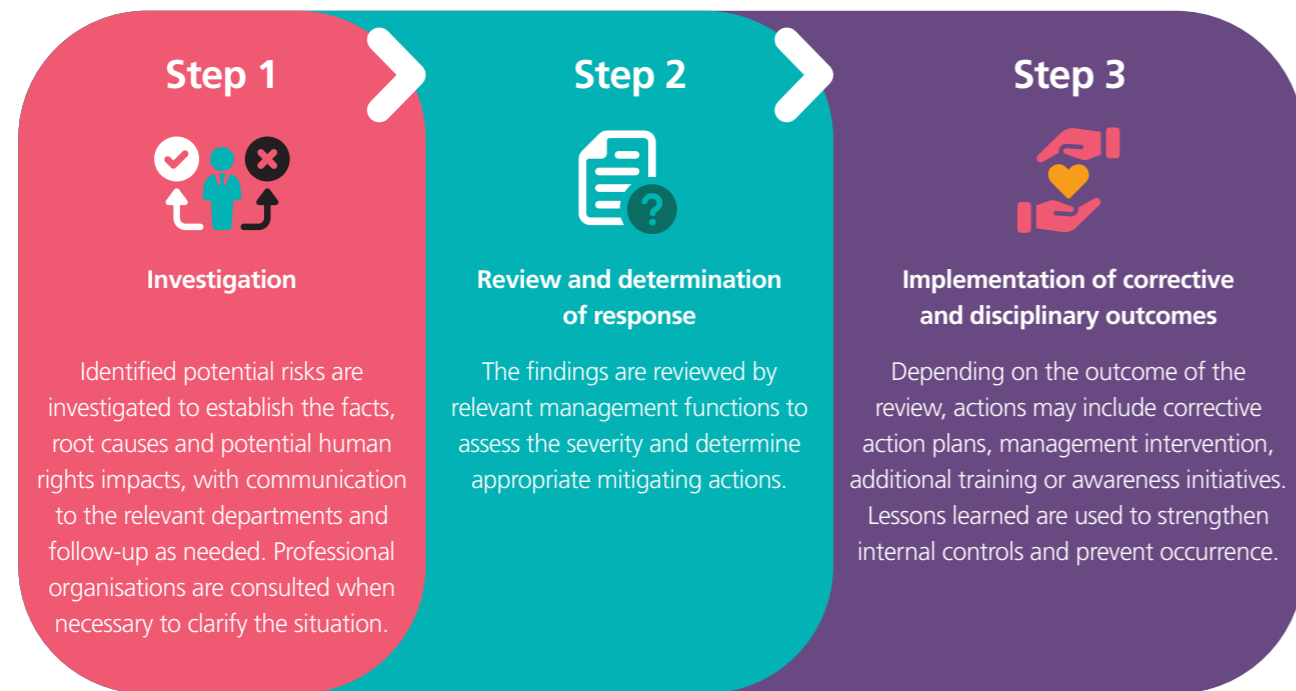 Step 1
Investigation
Identified potential risks are
investigated to establish the facts,
root causes and potential human
rights impacts, with communication
to the relevant departments and
follow-up as needed. Professional
organisations are consulted when
necessary to clarify the situation.
Step 2
?
Review and determination
of response
The findings are reviewed by
relevant management functions to
assess the severity and determine
appropriate mitigating actions.
Step 3
Implementation of corrective
and disciplinary outcomes
Depending on the outcome of the
review, actions may include corrective
action plans, management intervention,
additional training or awareness initiatives.
Lessons learned are used to strengthen
internal controls and prevent occurrence.